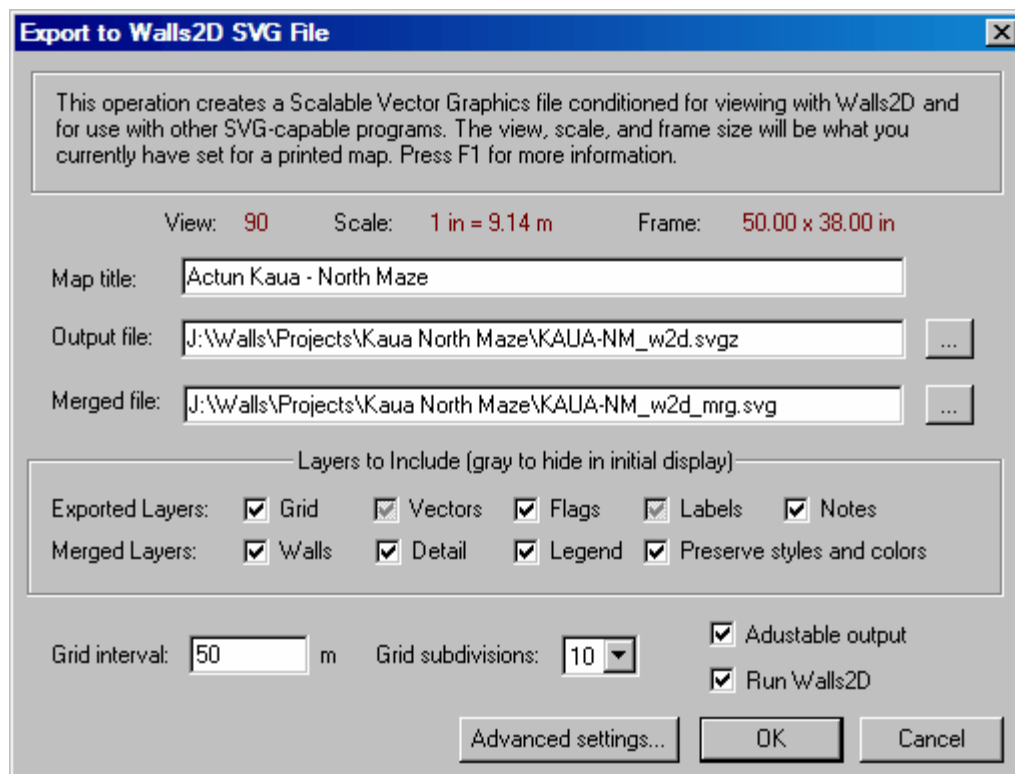 Export to Walls2D SVG File
This operation creates a Scalable Vector Graphics file conditioned for viewing with Walls2D and
for use with other SVG-capable programs. The view, scale, and frame size will be what you
currently have set for a printed map. Press F1 for more information.
View: 90 Scale: 1 in = 9.14 m Frame: 50.00 x 38.00 in
Map title: Actun Kaua - North Maze
Output file: J:\Walls\Projects\Kaua North Maze\KAUA-NM_w2d.svgz ...
Merged file: J:\Walls\Projects\Kaua North Maze\KAUA-NM_w2d_mrg.svg ...
Layers to Include (gray to hide in initial display)
Exported Layers: Grid Vectors Flags Labels Notes
Merged Layers: Walls Detail Legend Preserve styles and colors
Grid interval: 50 m Grid subdivisions: 10 Adustable output
Run Walls2D
Advanced settings... OK Cancel